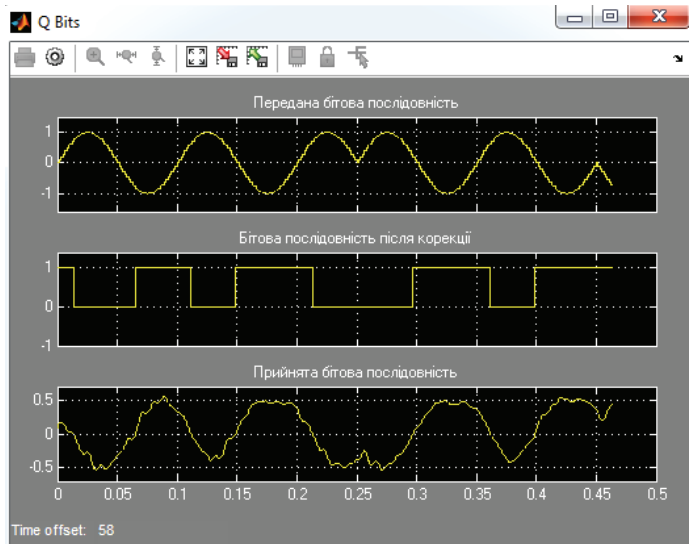 Q Bits
Передана бітова послідовність
1
0
-1
Бітова послідовність після корекції
1
0
-1
Прийнята бітова послідовність
0.5
0
-0.5
0 0.05 0.1 0.15 0.2 0.25 0.3 0.35 0.4 0.45 0.5
Time offset: 58